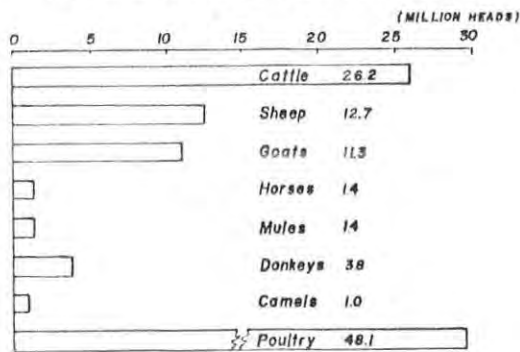 (MILLION HEADS)
0 5 10 15 20 25 30
Cattle 26.2
Sheep 12.7
Goats 11.3
Horses 1.4
Mules 1.4
Donkeys 3.8
Camels 1.0
Poultry 48.1